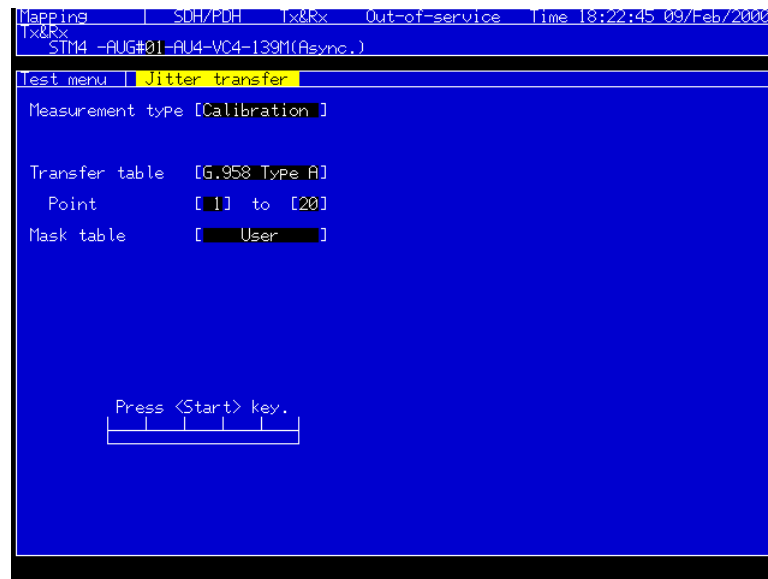 Mapping | SDH/PDH Tx&Rx Out-of-service Time 18:22:45 09/Feb/2000
Tx&Rx
STM4 -AUG#01-AU4-VC4-139M(Async.)
Test menu | Jitter transfer
Measurement type [Calibration ]
Transfer table [G.958 Type A]
Point [ 1] to [20]
Mask table [ User ]
Press <Start> key.